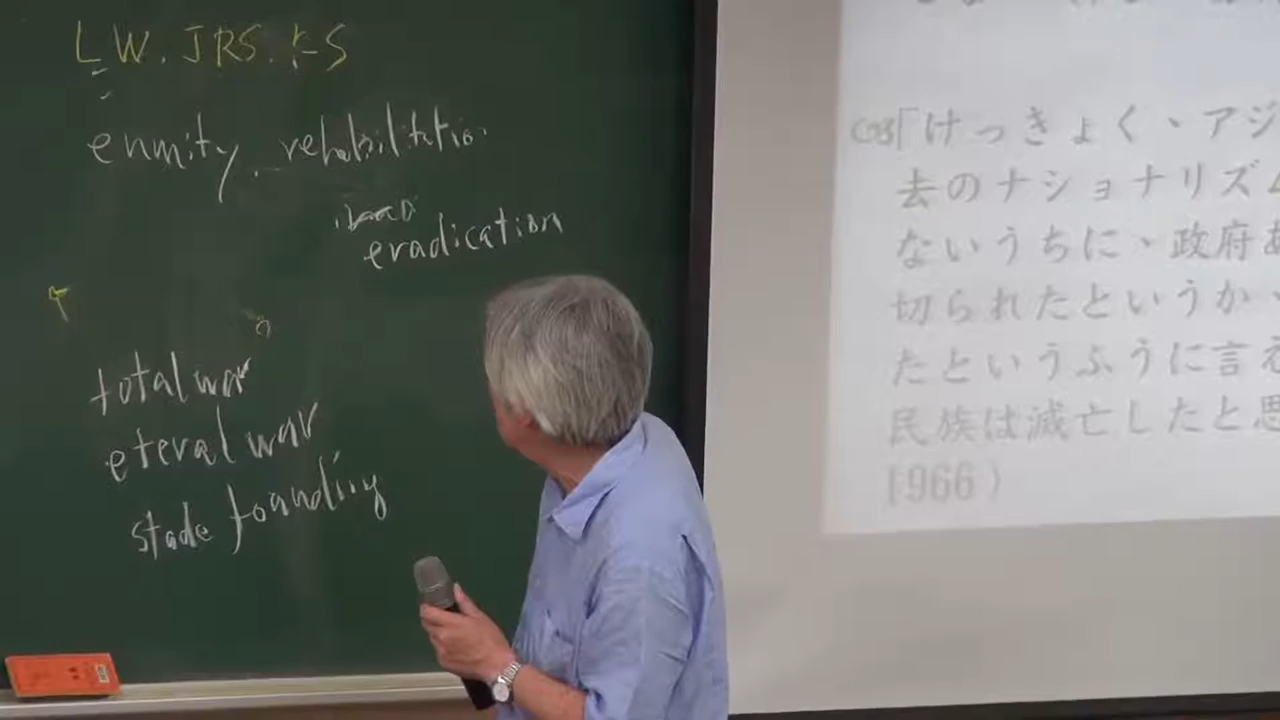 LW. JRS. KS
enmity. rehabilitation
eradication
total war
eteral war
stade founding
「けっきょく、アジ
去のナショナリズム
ないうちに、政府あ
切られたというか、
たというふうに言え
民族は滅亡したと思
1966)